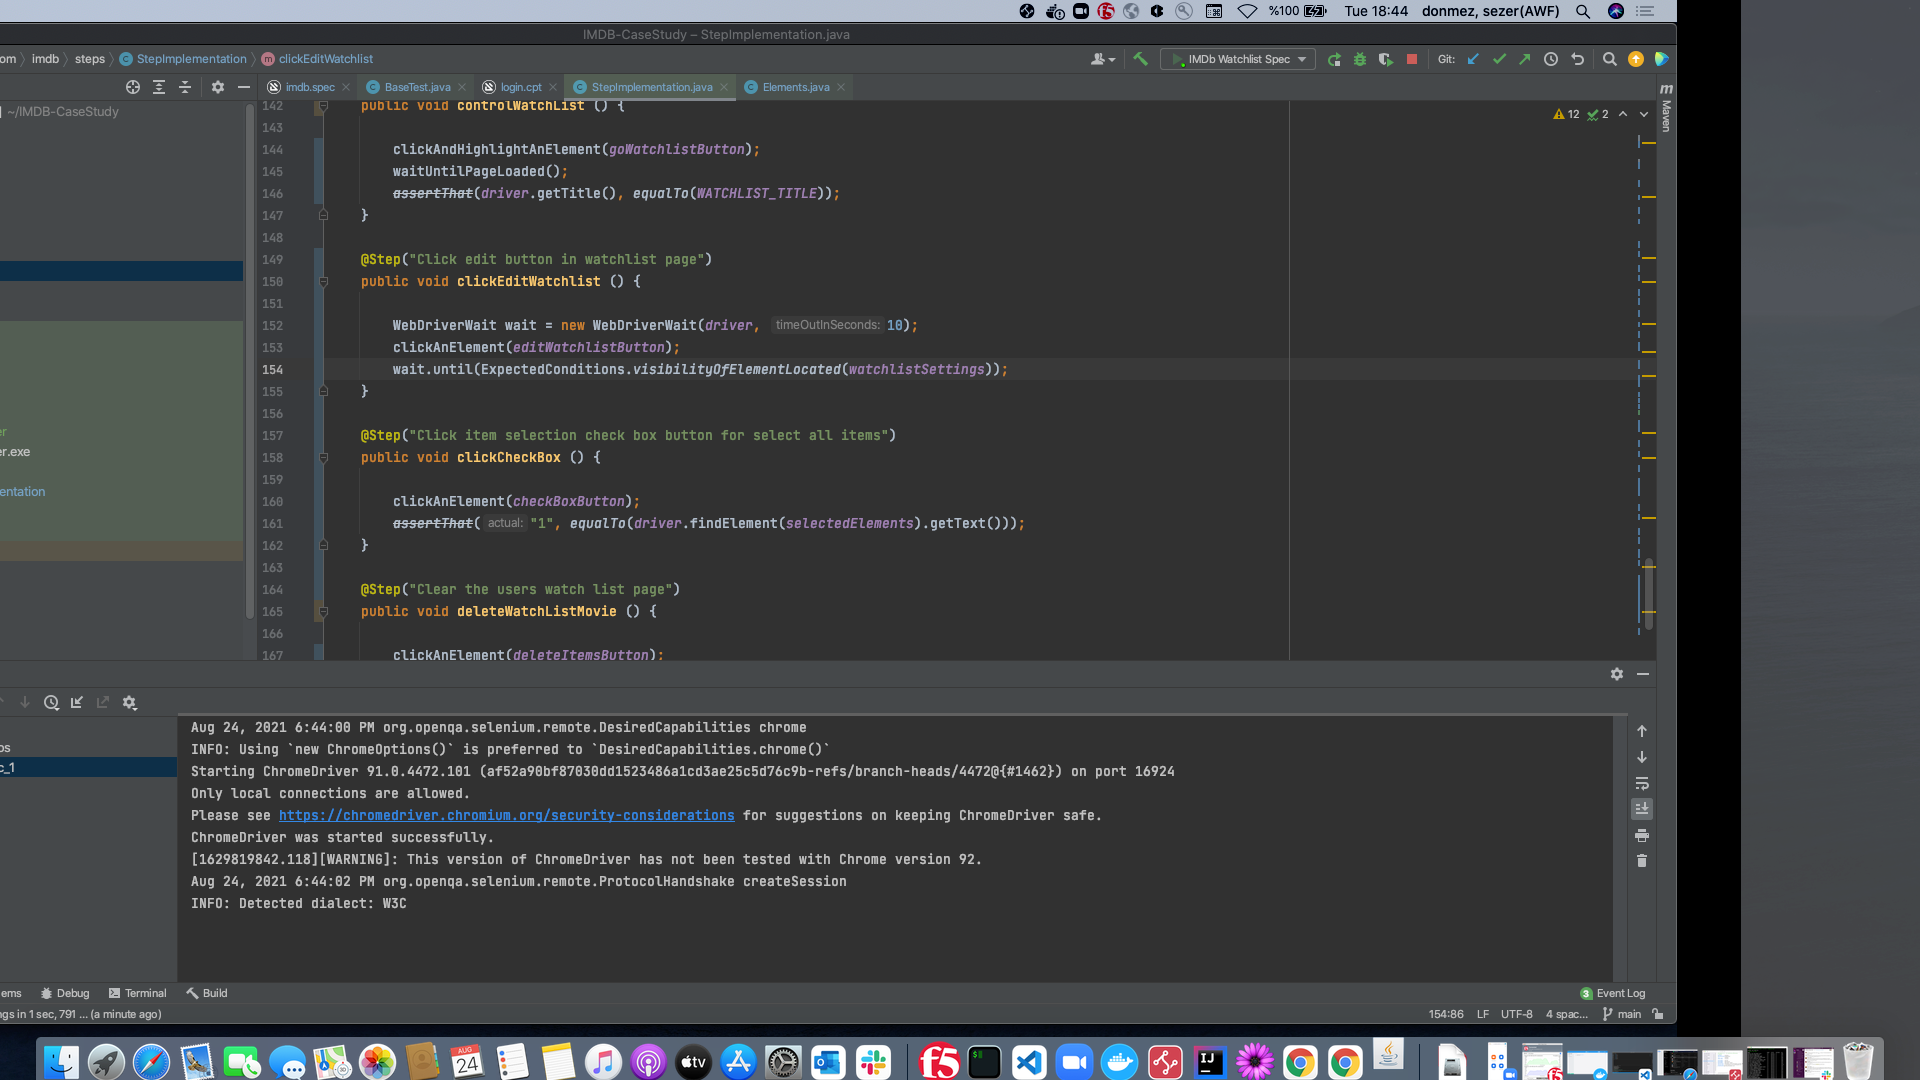 %100 Tue 18:44 donmez, sezer(AWF)
IMDB-CaseStudy – StepImplementation.java
om imdb steps StepImplementation clickEditWatchlist IMDb Watchlist Spec Git:
imdb.spec BaseTest.java login.cpt StepImplementation.java Elements.java
m
Maven
~/IMDB-CaseStudy
er
er.exe
entation
12 2
142 public void controlWatchList () {
143
144 clickAndHighlightAnElement(goWatchlistButton);
145 waitUntilPageLoaded();
146 assertThat(driver.getTitle(), equalTo(WATCHLIST_TITLE));
147 }
148
149 @Step("Click edit button in watchlist page")
150 public void clickEditWatchlist () {
151
152 WebDriverWait wait = new WebDriverWait(driver, timeOutInSeconds: 10);
153 clickAnElement(editWatchlistButton);
154 wait.until(ExpectedConditions.visibilityOfElementLocated(watchlistSettings));
155 }
156
157 @Step("Click item selection check box button for select all items")
158 public void clickCheckBox () {
159
160 clickAnElement(checkBoxButton);
161 assertThat( actual: "1", equalTo(driver.findElement(selectedElements).getText()));
162 }
163
164 @Step("Clear the users watch list page")
165 public void deleteWatchListMovie () {
166
167 clickAnElement(deleteItemsButton);
os
c_1
Aug 24, 2021 6:44:00 PM org.openqa.selenium.remote.DesiredCapabilities chrome
INFO: Using `new ChromeOptions()` is preferred to `DesiredCapabilities.chrome()`
Starting ChromeDriver 91.0.4472.101 (af52a90bf87030dd1523486a1cd3ae25c5d76c9b-refs/branch-heads/4472@{#1462}) on port 16924
Only local connections are allowed.
Please see https://chromedriver.chromium.org/security-considerations for suggestions on keeping ChromeDriver safe.
ChromeDriver was started successfully.
[1629819842.118][WARNING]: This version of ChromeDriver has not been tested with Chrome version 92.
Aug 24, 2021 6:44:02 PM org.openqa.selenium.remote.ProtocolHandshake createSession
INFO: Detected dialect: W3C
ems Debug Terminal Build 3 Event Log
ngs in 1 sec, 791 ... (a minute ago) 154:86 LF UTF-8 4 spac... main
AUG
24
tv
f5
IJ